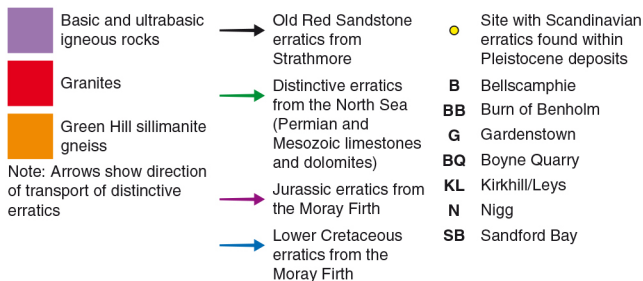 Basic and ultrabasic
igneous rocks
Granites
Green Hill sillimanite
gneiss
Note: Arrows show direction
of transport of distinctive
erratics
Old Red Sandstone
erratics from
Strathmore
Distinctive erratics
from the North Sea
(Permian and
Mesozoic limestones
and dolomites)
Jurassic erratics from
the Moray Firth
Lower Cretaceous
erratics from the
Moray Firth
Site with Scandinavian
erratics found within
Pleistocene deposits
B Bellscamphie
BB Burn of Benholm
G Gardenstown
BQ Boyne Quarry
KL Kirkhill/Leys
N Nigg
SB Sandford Bay